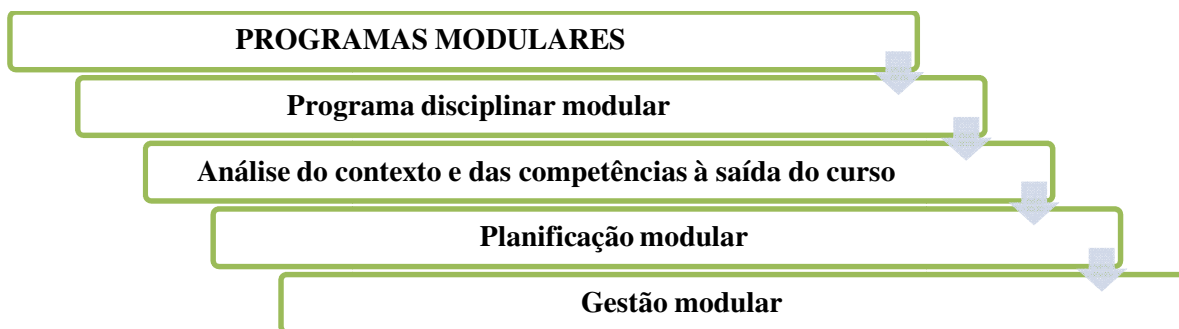 PROGRAMAS MODULARES
Programa disciplinar modular
Análise do contexto e das competências à saída do curso
Planificação modular
Gestão modular